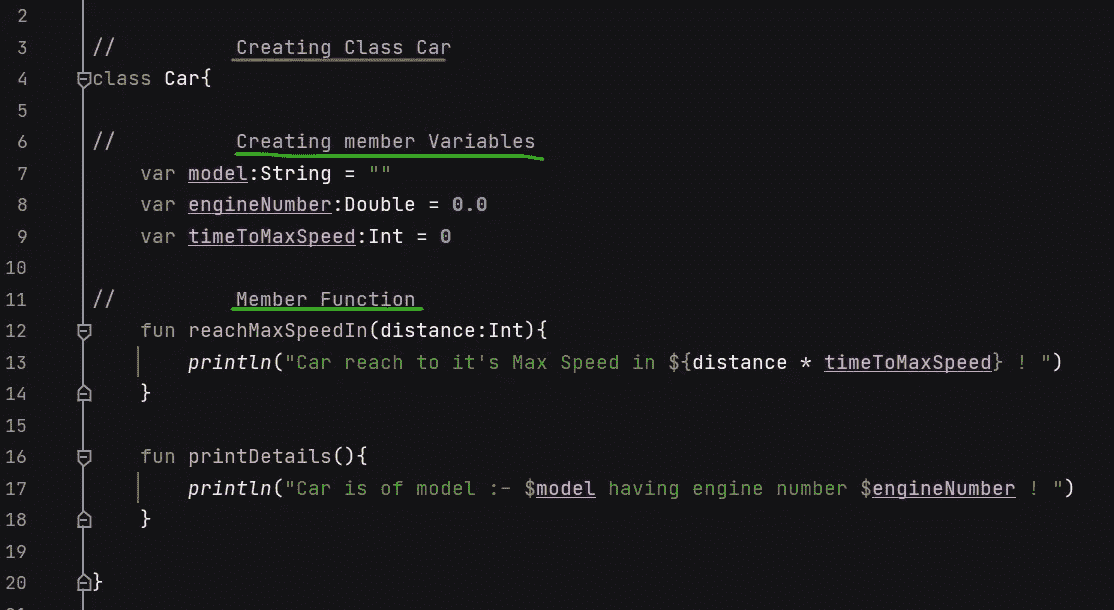 2
3 // Creating Class Car
4 class Car{
5
6 // Creating member Variables
7 var model:String = ""
8 var engineNumber:Double = 0.0
9 var timeToMaxSpeed:Int = 0
10
11 // Member Function
12 fun reachMaxSpeedIn(distance:Int){
13 println("Car reach to it's Max Speed in ${distance * timeToMaxSpeed} ! ")
14 }
15
16 fun printDetails(){
17 println("Car is of model :- $model having engine number $engineNumber ! ")
18 }
19
20 }